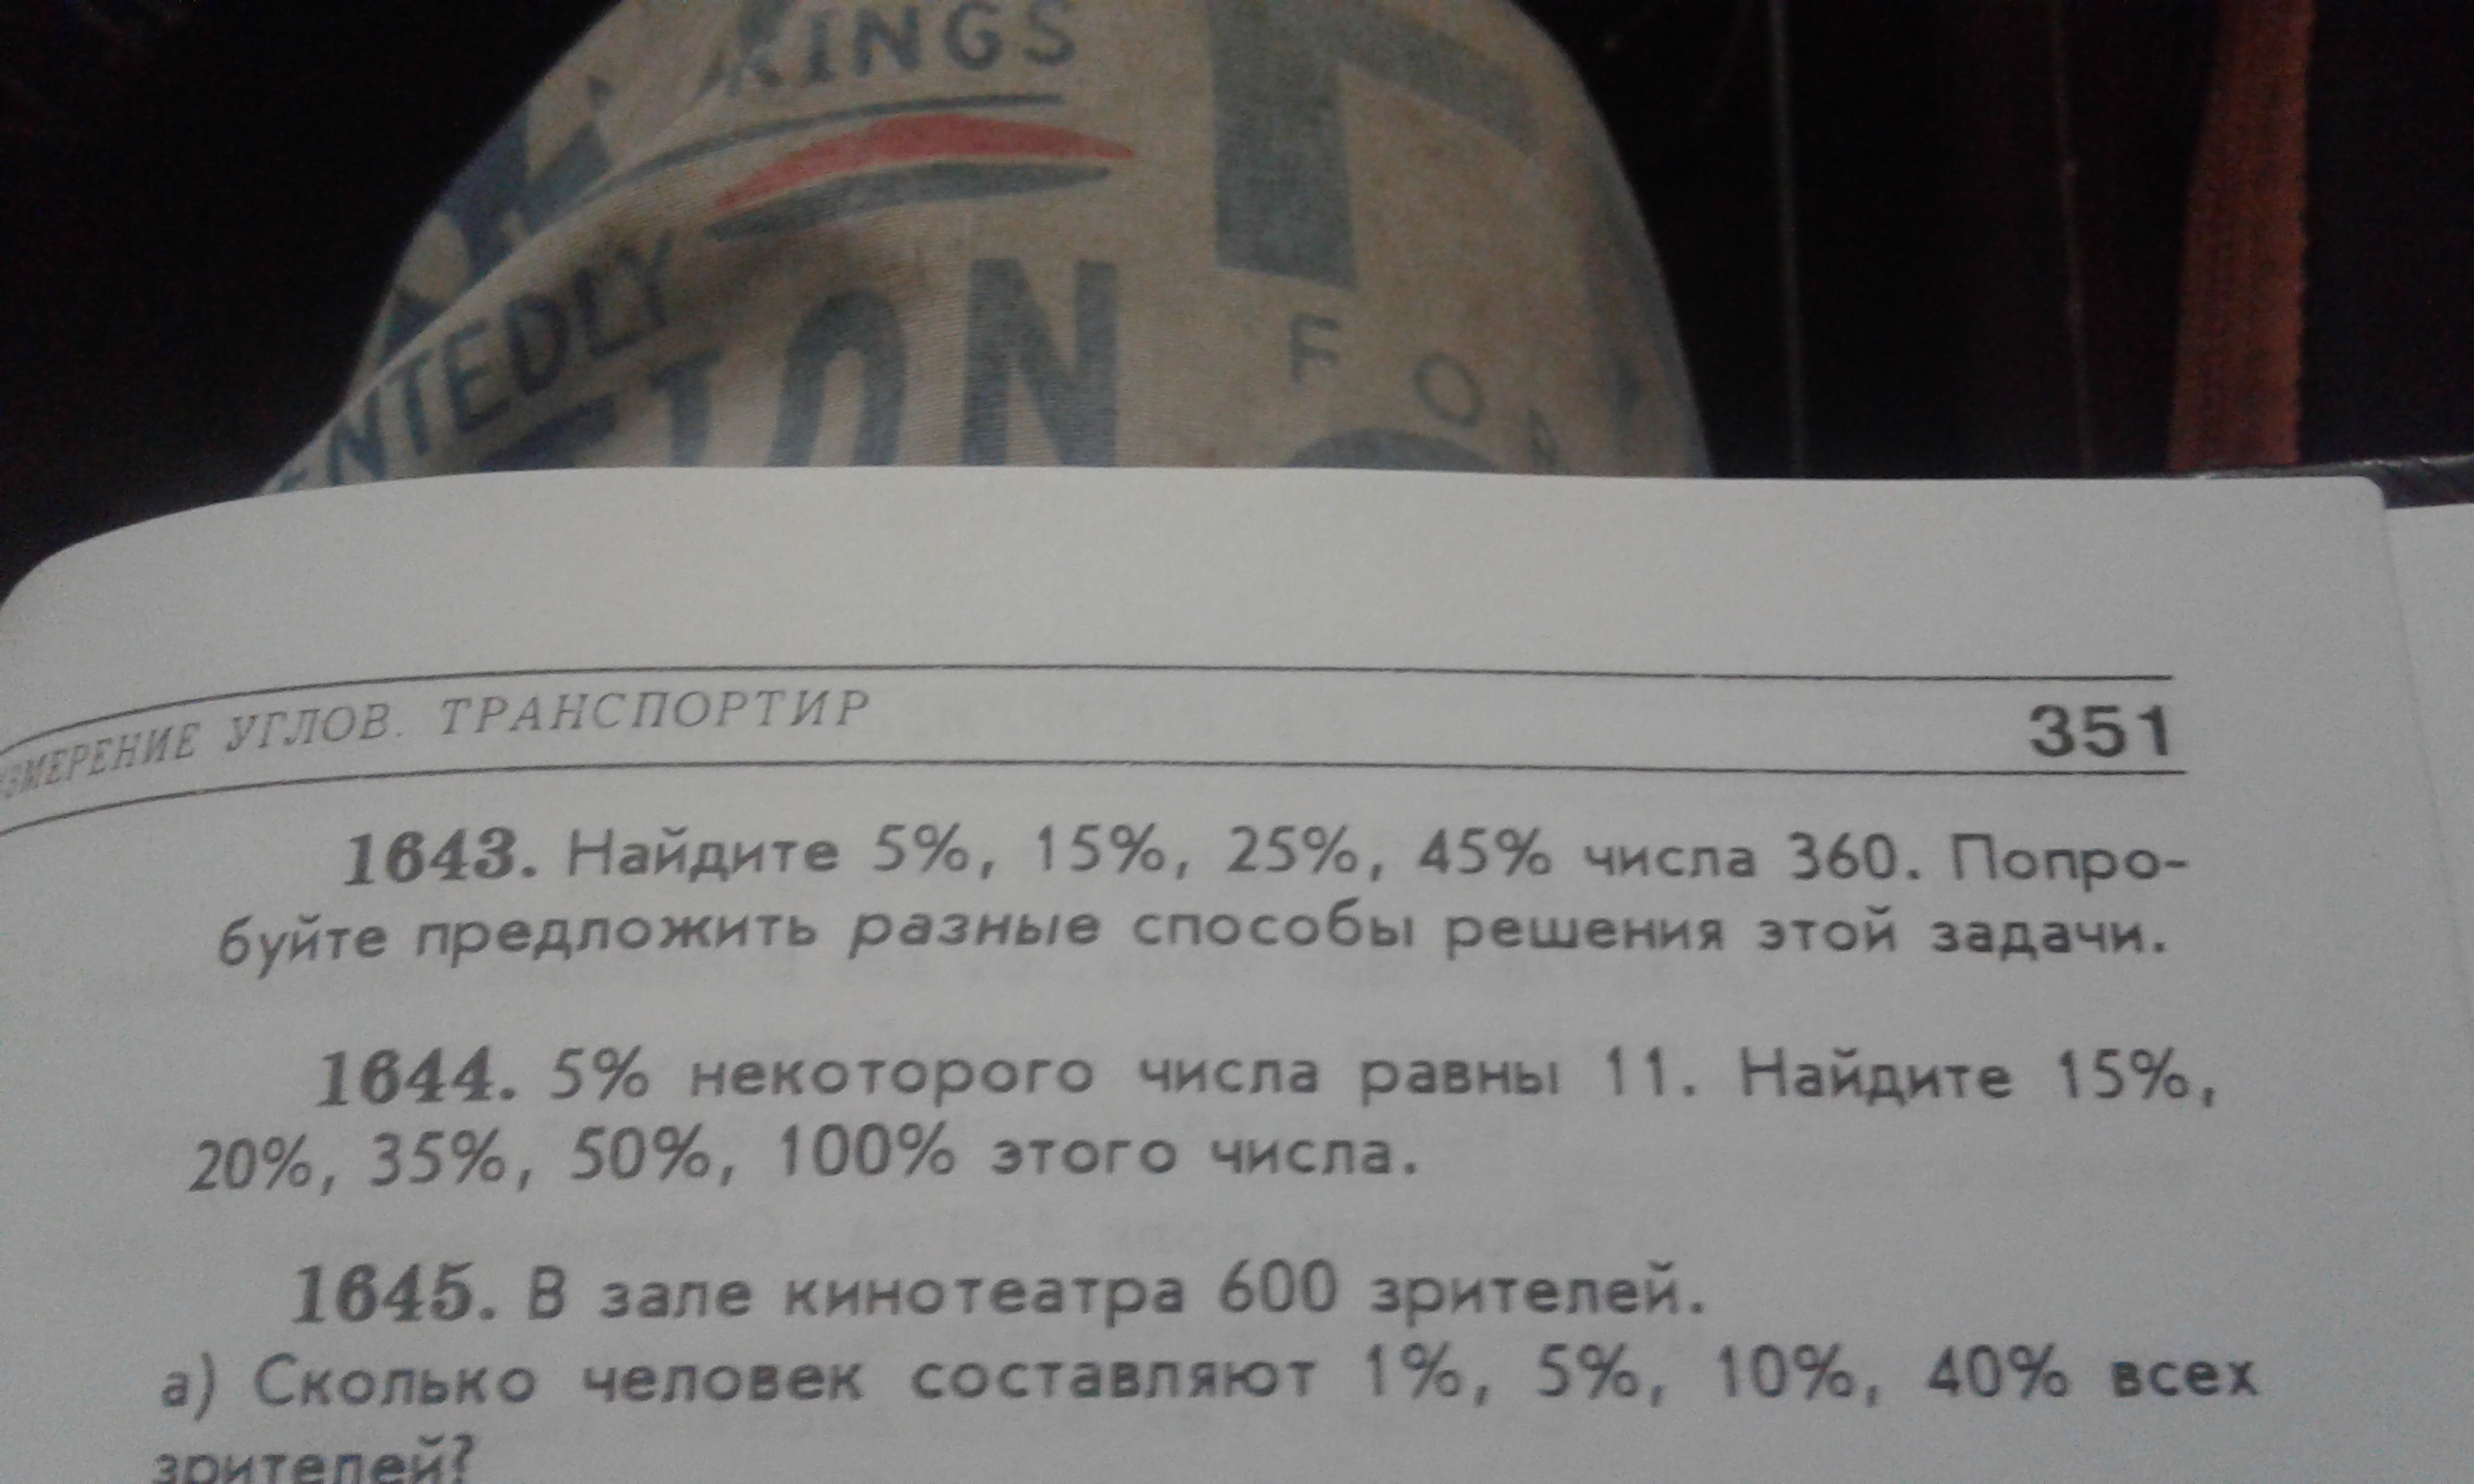 KINGS
ENTEDLY
ION
F O R
ИЗМЕРЕНИЕ УГЛОВ. ТРАНСПОРТИР 351
1643. Найдите 5%, 15%, 25%, 45% числа 360. Попро-
буйте предложить разные способы решения этой задачи.
1644. 5% некоторого числа равны 11. Найдите 15%,
20%, 35%, 50%, 100% этого числа.
1645. В зале кинотеатра 600 зрителей.
а) Сколько человек составляют 1%, 5%, 10%, 40% всех
зрителей?